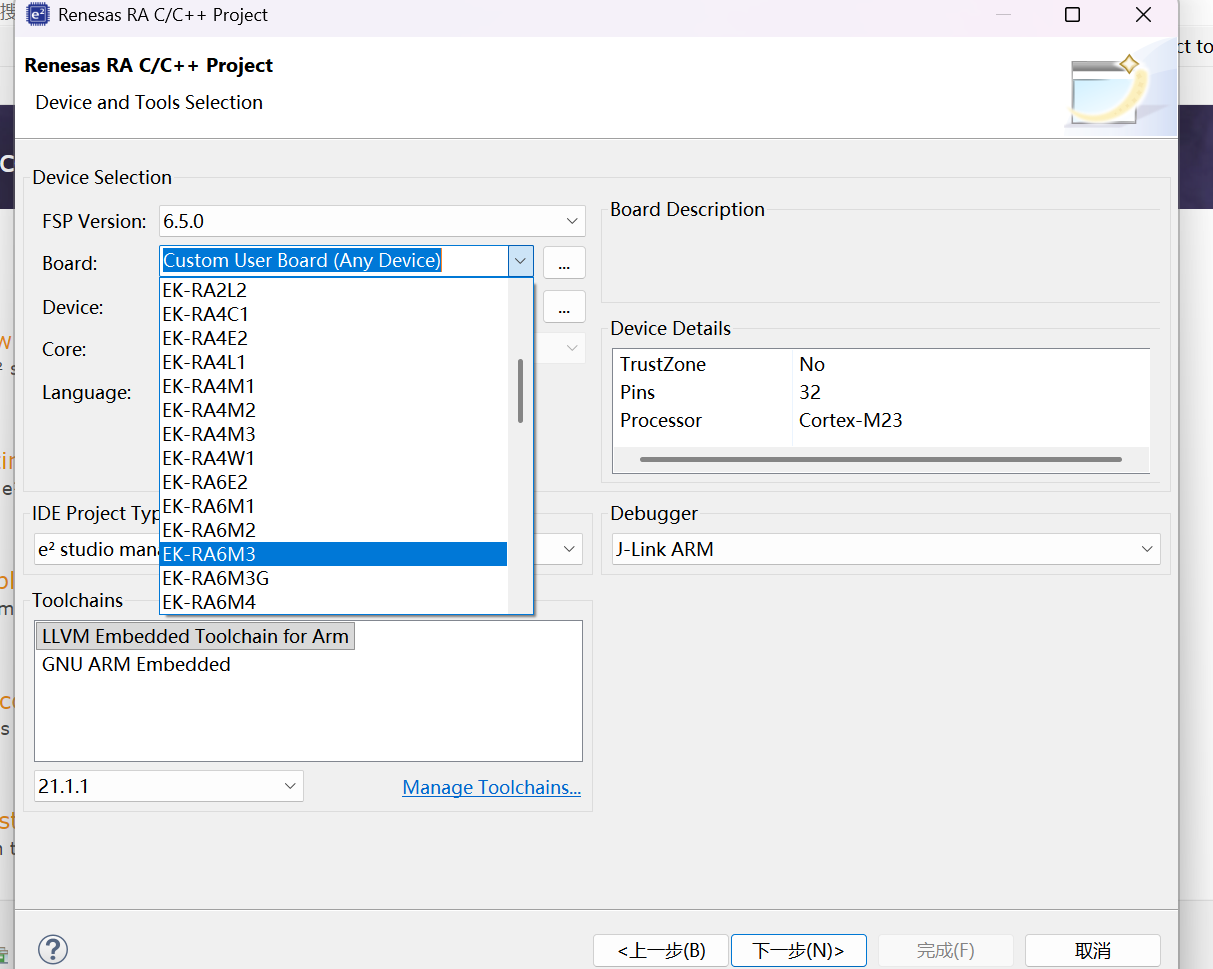 搜
Renesas RA C/C++ Project
Renesas RA C/C++ Project
Device and Tools Selection
ct to
Device Selection
FSP Version: 6.5.0
Board: Custom User Board (Any Device) ...
Device: ...
Core:
Language:
EK-RA2L2
EK-RA4C1
EK-RA4E2
EK-RA4L1
EK-RA4M1
EK-RA4M2
EK-RA4M3
EK-RA4W1
EK-RA6E2
EK-RA6M1
EK-RA6M2
EK-RA6M3
EK-RA6M3G
EK-RA6M4
Board Description
Device Details
TrustZone No
Pins 32
Processor Cortex-M23
IDE Project Typ
e² studio mana
Debugger
J-Link ARM
Toolchains
LLVM Embedded Toolchain for Arm
GNU ARM Embedded
21.1.1
Manage Toolchains...
<上一步(B)
下一步(N)>
完成(F)
取消